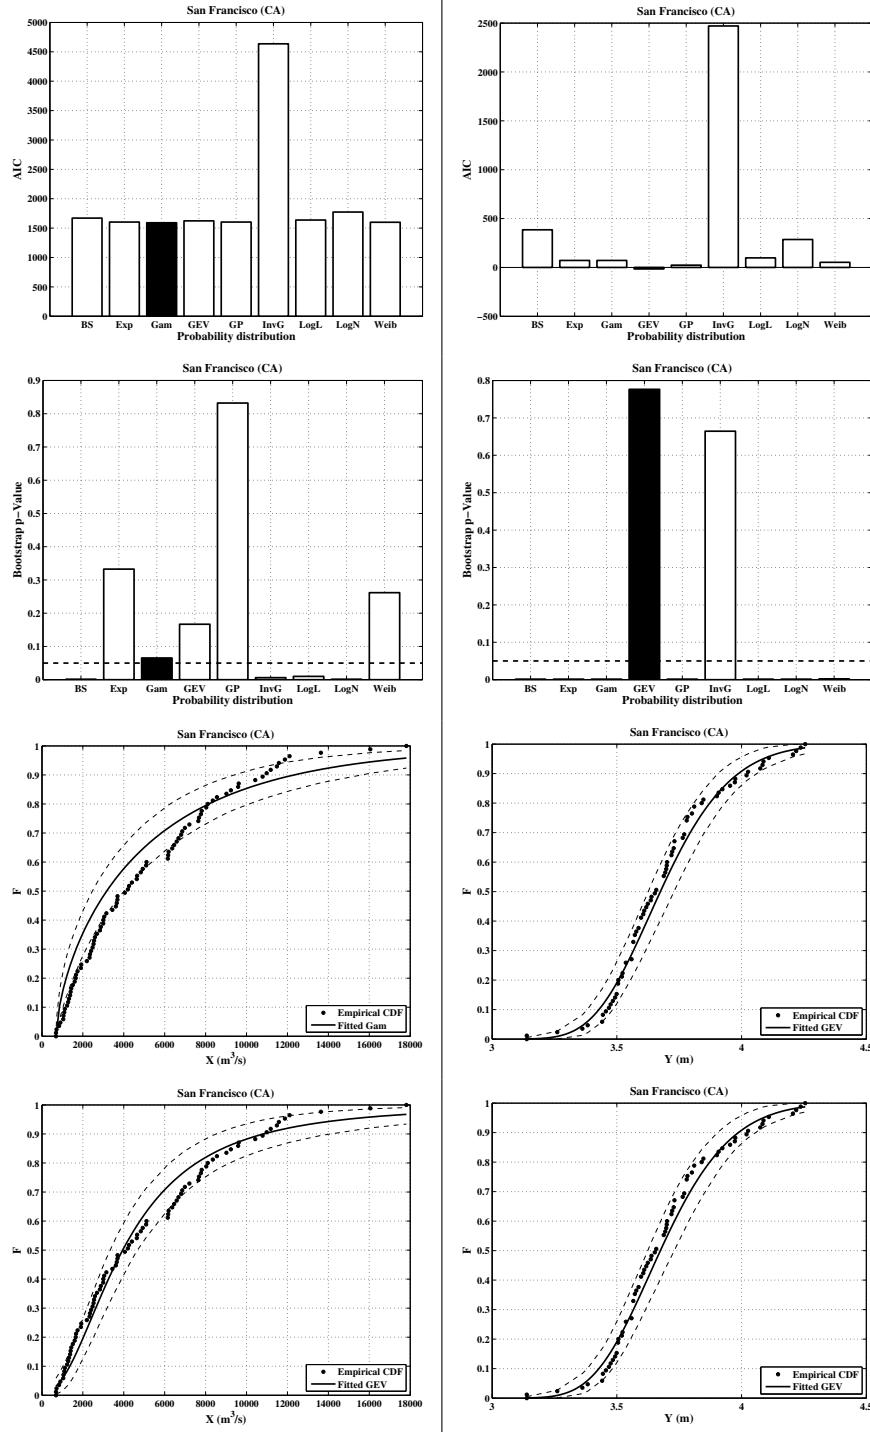 San Francisco (CA)
5000
4500
4000
3500
3000
2500
2000
1500
1000
500
0
AIC
BS Exp Gam GEV GP InvG LogL LogN Weib
Probability distribution
San Francisco (CA)
2500
2000
1500
1000
500
0
−500
AIC
BS Exp Gam GEV GP InvG LogL LogN Weib
Probability distribution
San Francisco (CA)
0.9
0.8
0.7
0.6
0.5
0.4
0.3
0.2
0.1
0
Bootstrap p−Value
BS Exp Gam GEV GP InvG LogL LogN Weib
Probability distribution
San Francisco (CA)
0.8
0.7
0.6
0.5
0.4
0.3
0.2
0.1
0
Bootstrap p−Value
BS Exp Gam GEV GP InvG LogL LogN Weib
Probability distribution
San Francisco (CA)
1
0.9
0.8
0.7
0.6
0.5
0.4
0.3
0.2
0.1
0
F
Empirical CDF
Fitted Gam
0 2000 4000 6000 8000 10000 12000 14000 16000 18000
X (m³/s)
San Francisco (CA)
1
0.9
0.8
0.7
0.6
0.5
0.4
0.3
0.2
0.1
0
F
Empirical CDF
Fitted GEV
3 3.5 4 4.5
Y (m)
San Francisco (CA)
1
0.9
0.8
0.7
0.6
0.5
0.4
0.3
0.2
0.1
0
F
Empirical CDF
Fitted GEV
0 2000 4000 6000 8000 10000 12000 14000 16000 18000
X (m³/s)
San Francisco (CA)
1
0.9
0.8
0.7
0.6
0.5
0.4
0.3
0.2
0.1
0
F
Empirical CDF
Fitted GEV
3 3.5 4 4.5
Y (m)